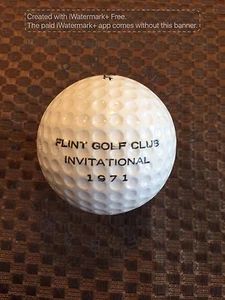 Created with iWatermark+ Free.
The paid iWatermark+ app comes without this banner.
FLINT GOLF CLUB
INVITATIONAL
1971